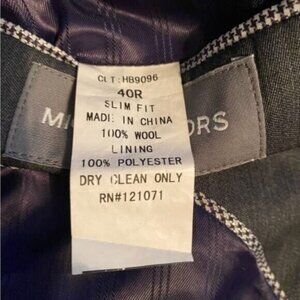 CLT:HB9096
40R
SLIM FIT
MADE IN CHINA
100% WOOL
LINING
100% POLYESTER
DRY CLEAN ONLY
RN#121071